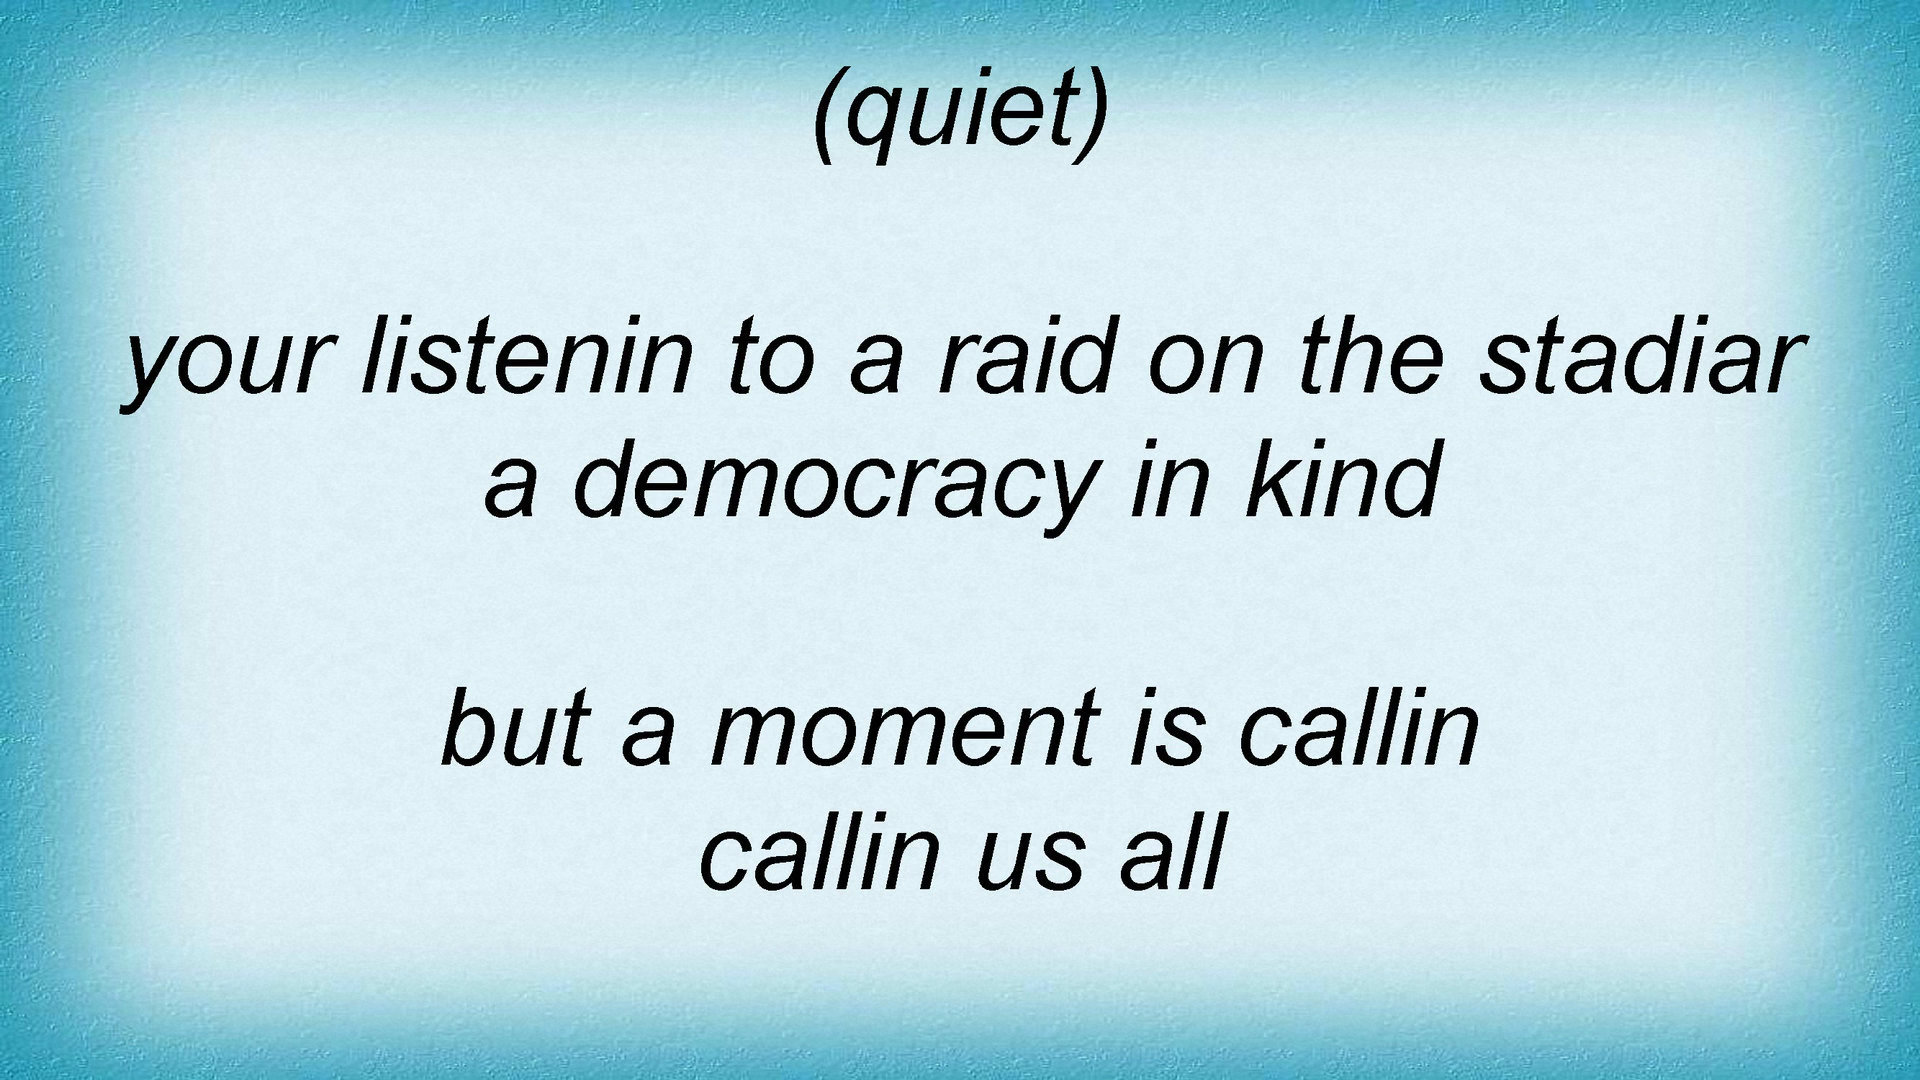 (quiet)
your listenin to a raid on the stadiar
a democracy in kind
but a moment is callin
callin us all